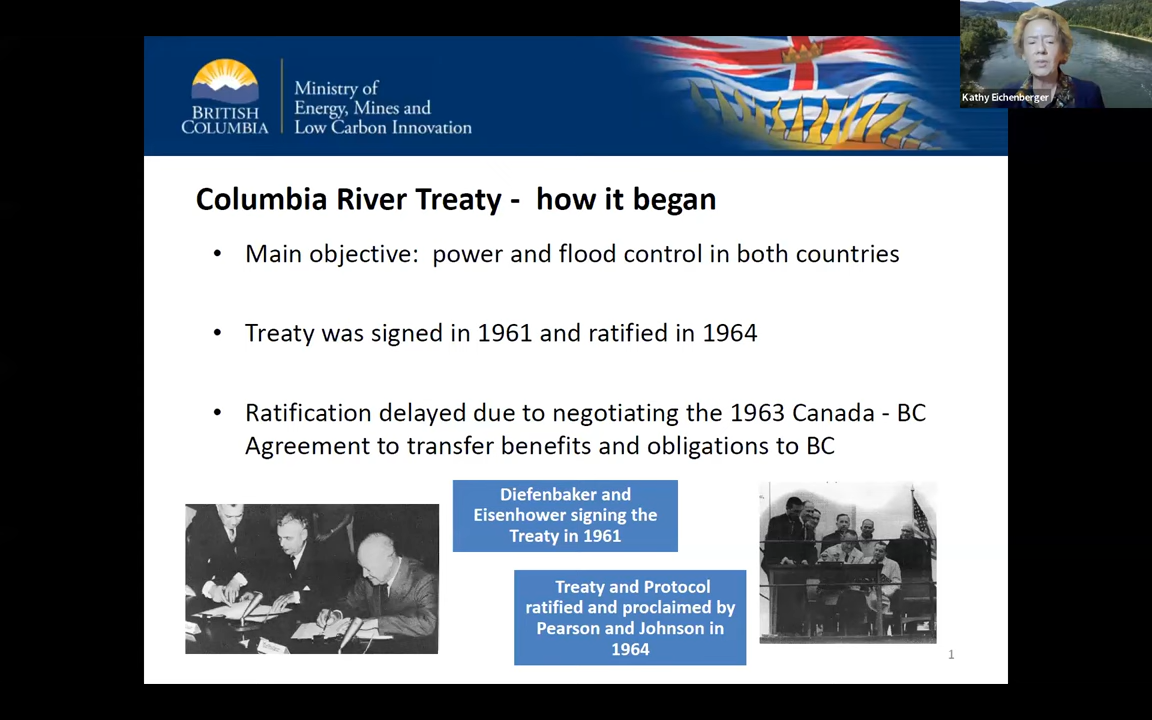 BRITISH
COLUMBIA
Ministry of
Energy, Mines and
Low Carbon Innovation
Kathy Eichenberger
Columbia River Treaty - how it began
• Main objective: power and flood control in both countries
• Treaty was signed in 1961 and ratified in 1964
• Ratification delayed due to negotiating the 1963 Canada - BC
Agreement to transfer benefits and obligations to BC
Diefenbaker and
Eisenhower signing the
Treaty in 1961
Treaty and Protocol
ratified and proclaimed by
Pearson and Johnson in
1964
1